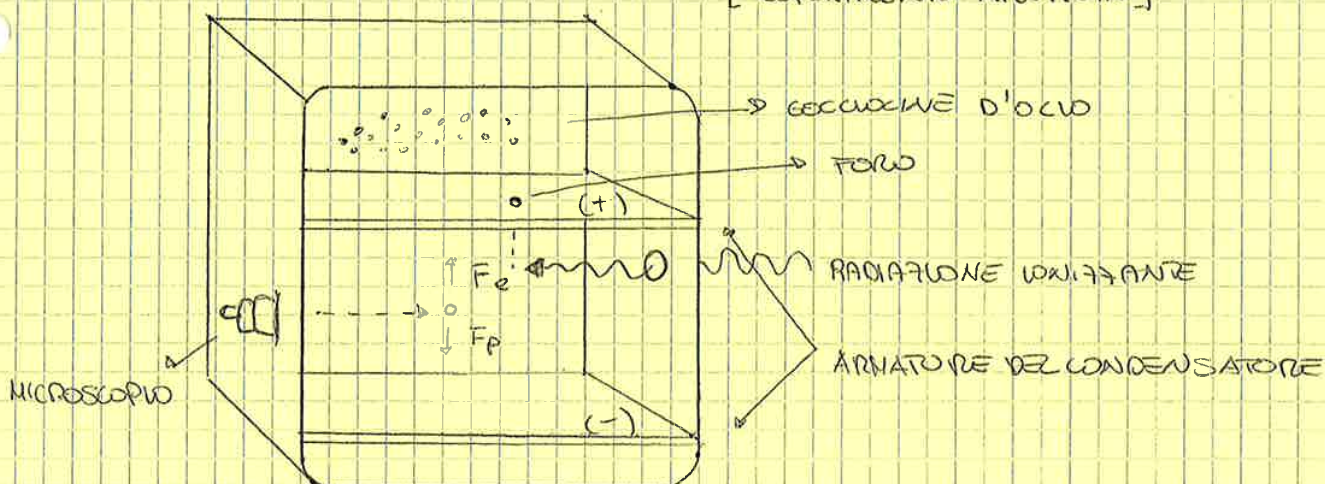 GOCCIOLINE D'OLIO
FORO
(+)
Fe
RADIAZIONE IONIZZANTE
Fp
ARMATURE DEL CONDENSATORE
MICROSCOPIO
(-)